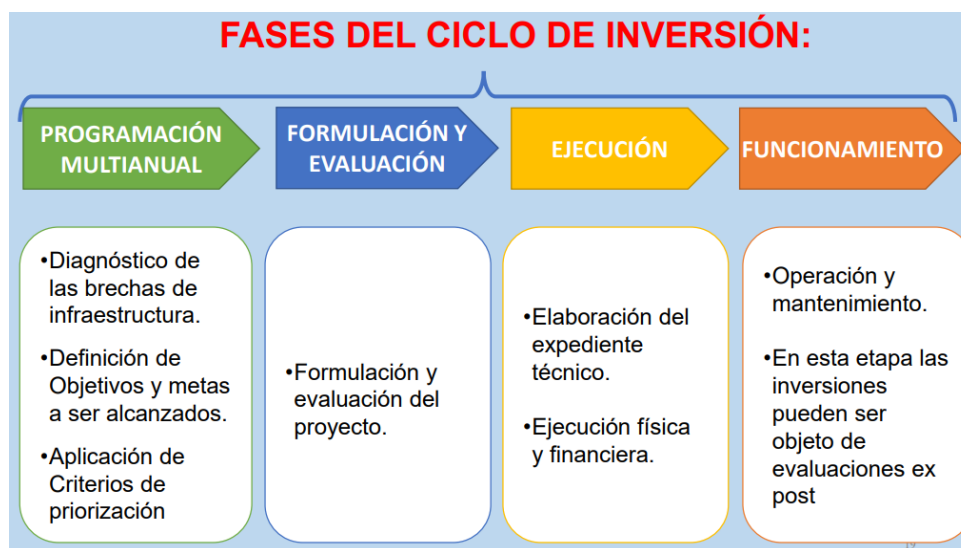 FASES DEL CICLO DE INVERSIÓN:
PROGRAMACIÓN
MULTIANUAL
FORMULACIÓN Y
EVALUACIÓN
EJECUCIÓN
FUNCIONAMIENTO
•Diagnóstico de
las brechas de
infraestructura.
•Definición de
Objetivos y metas
a ser alcanzados.
•Aplicación de
Criterios de
priorización
•Formulación y
evaluación del
proyecto.
•Elaboración del
expediente
técnico.
•Ejecución física
y financiera.
•Operación y
mantenimiento.
•En esta etapa las
inversiones
pueden ser
objeto de
evaluaciones ex
post